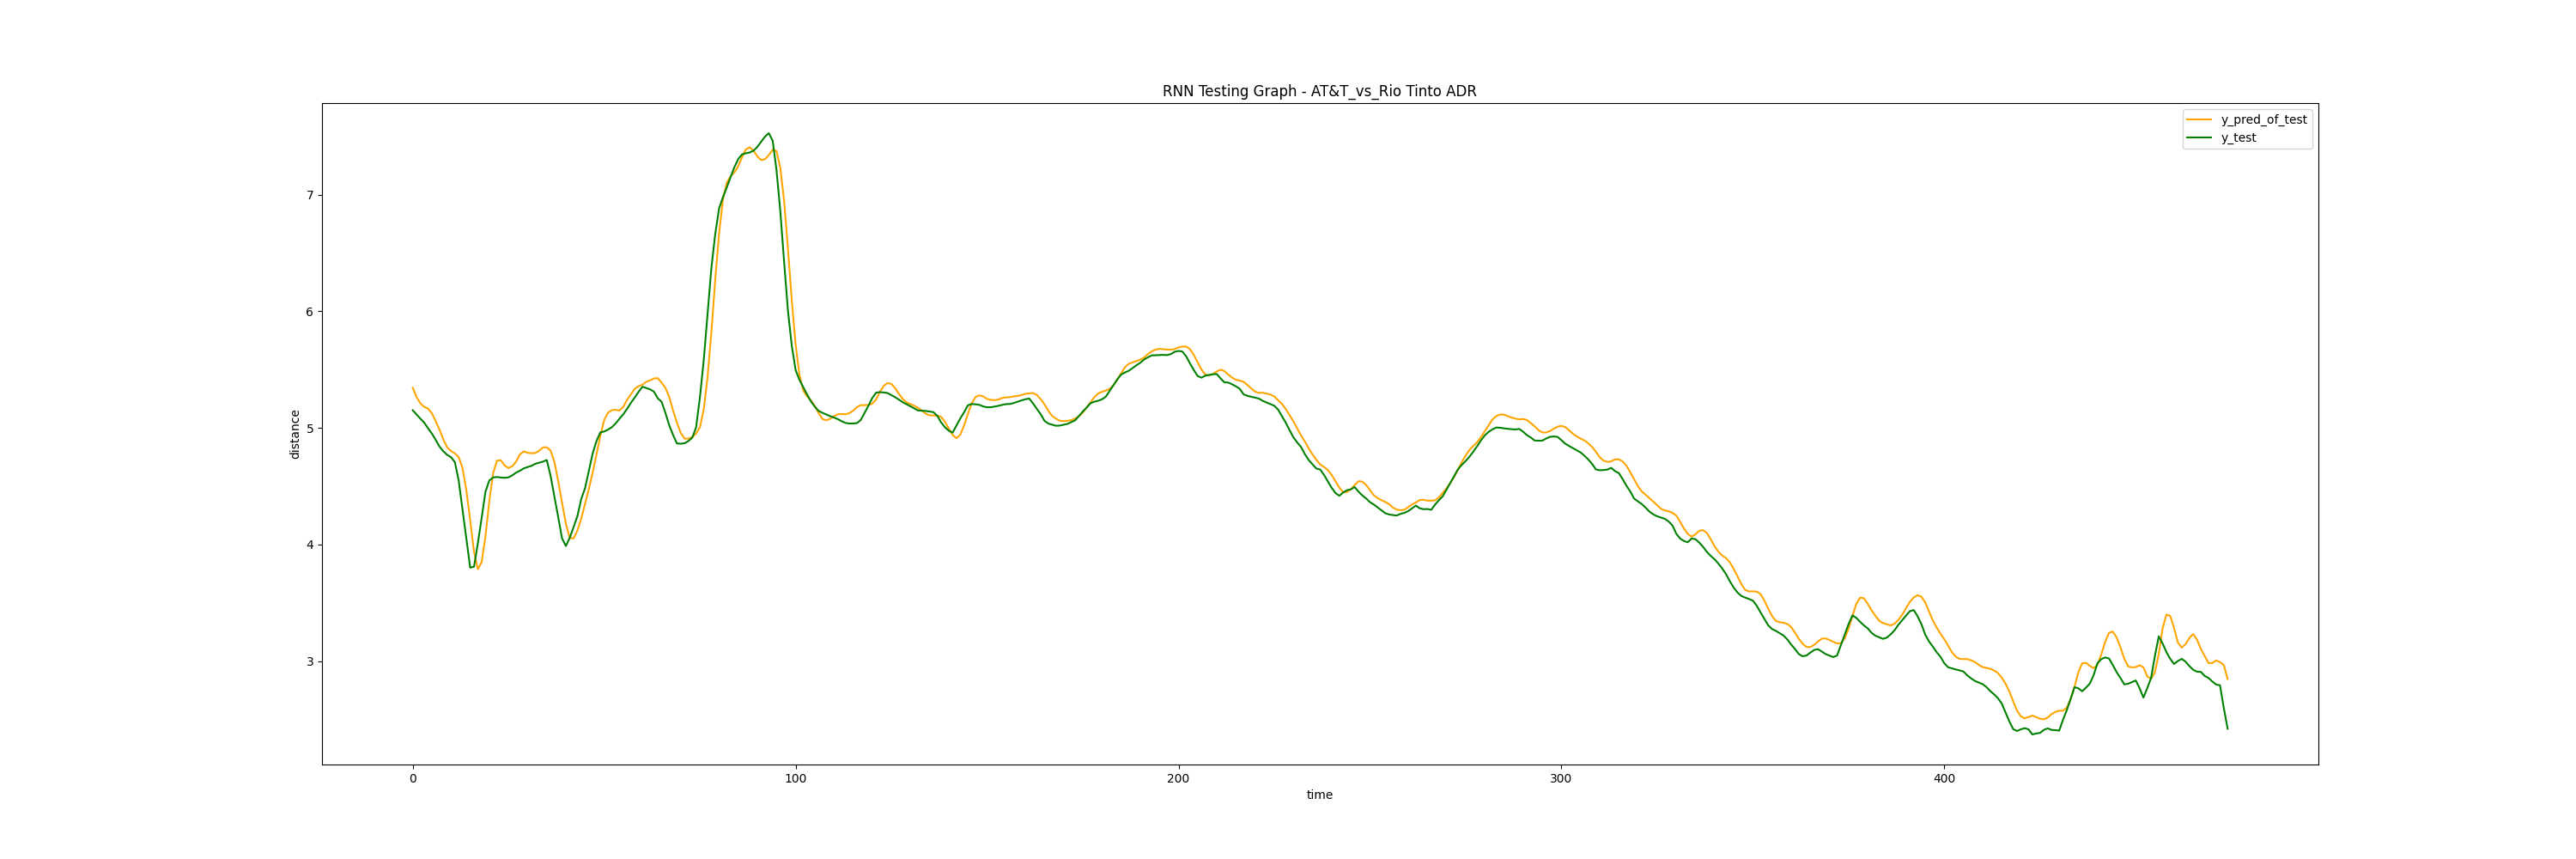 RNN Testing Graph - AT&T_vs_Rio Tinto ADR
y_pred_of_test
y_test
7
6
5
4
3
distance
0 100 200 300 400
time